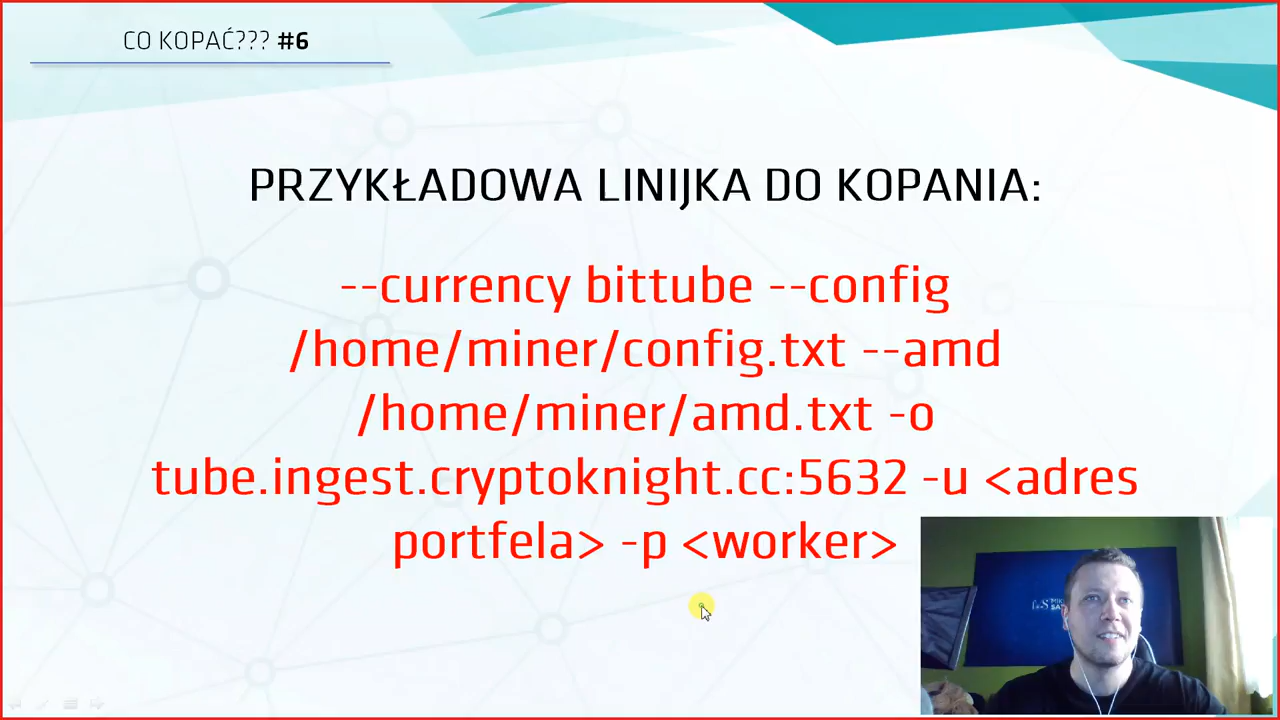 CO KOPAĆ??? #6
PRZYKŁADOWA LINIJKA DO KOPANIA:
--currency bittube --config
/home/miner/config.txt --amd
/home/miner/amd.txt -o
tube.ingest.cryptoknight.cc:5632 -u <adres
portfela> -p <worker>